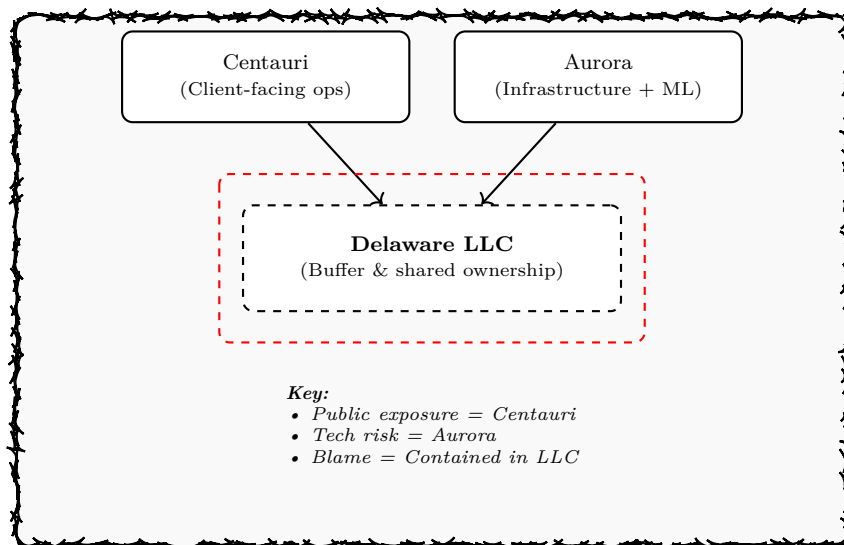 Centauri
(Client-facing ops)
Aurora
(Infrastructure + ML)
Delaware LLC
(Buffer & shared ownership)
Key:
• Public exposure = Centauri
• Tech risk = Aurora
• Blame = Contained in LLC